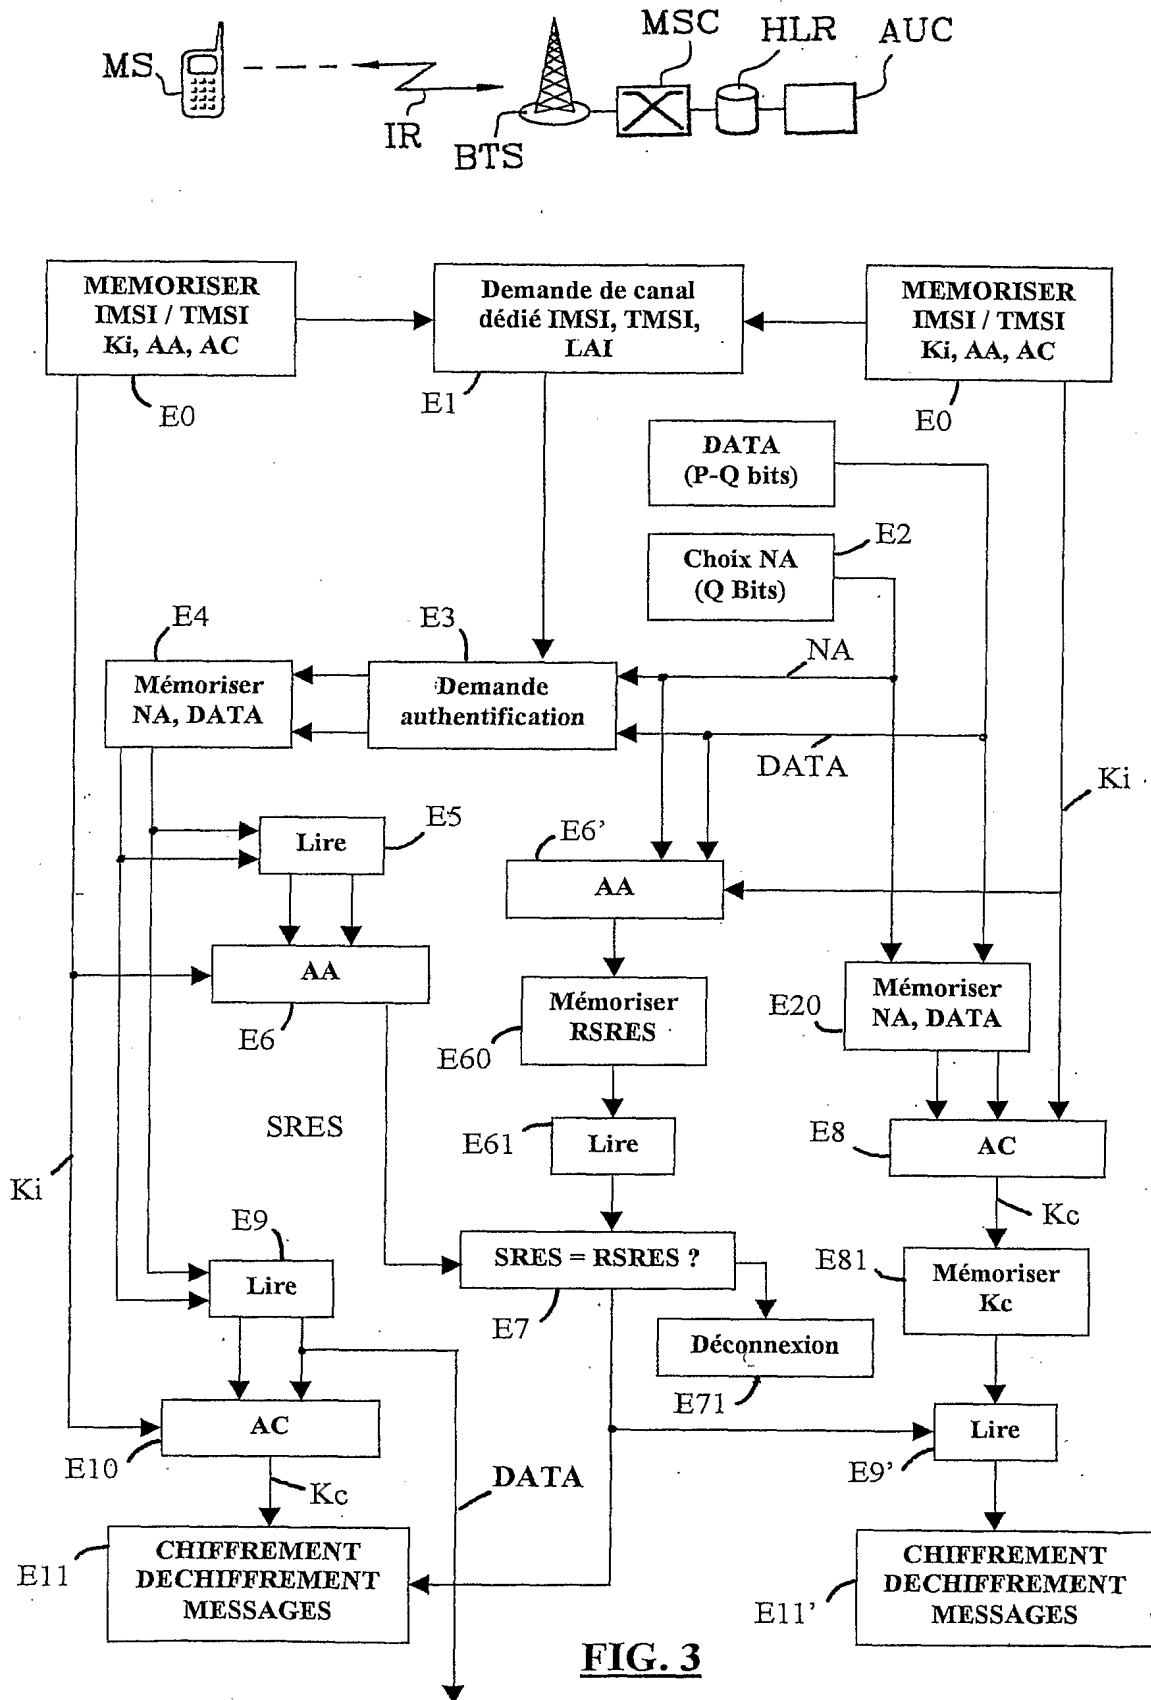 MS
IR
BTS
MSC
HLR
AUC
MEMORISER
IMSI / TMSI
Ki, AA, AC
E0
Demande de canal
dédié IMSI, TMSI,
LAI
E1
MEMORISER
IMSI / TMSI
Ki, AA, AC
E0
DATA
(P-Q bits)
E2
Choix NA
(Q Bits)
E4
Mémoriser
NA, DATA
E3
Demande
authentification
NA
DATA
Ki
E5
Lire
E6'
AA
AA
E6
Mémoriser
RSRES
E60
Mémoriser
NA, DATA
E20
SRES
E61
Lire
E8
AC
Ki
Kc
E9
Lire
SRES = RSRES ?
E7
E81
Mémoriser
Kc
Déconnexion
E71
AC
E10
Lire
E9'
Kc
DATA
E11
CHIFFREMENT
DECHIFFREMENT
MESSAGES
E11'
CHIFFREMENT
DECHIFFREMENT
MESSAGES
FIG. 3